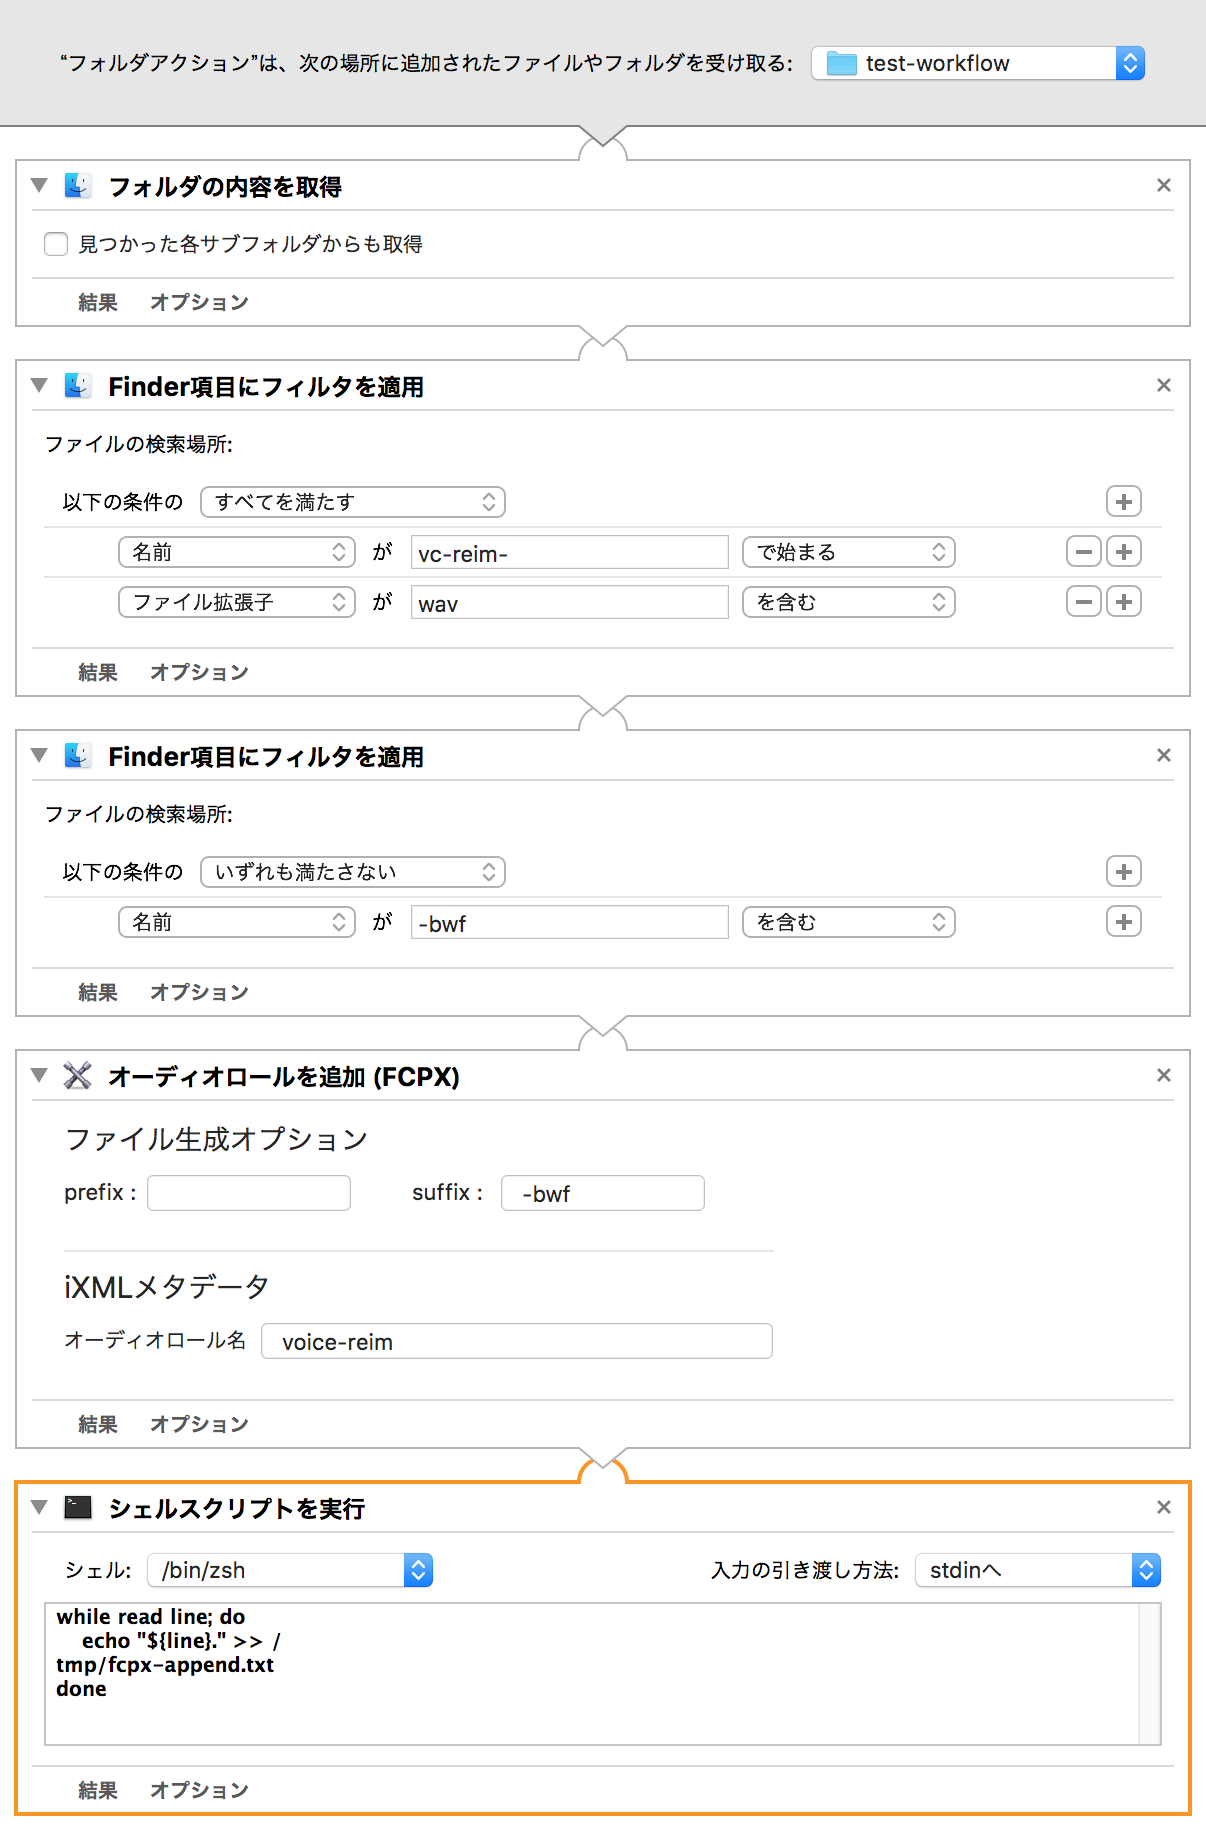 “フォルダアクション”は、次の場所に追加されたファイルやフォルダを受け取る: test-workflow
フォルダの内容を取得
見つかった各サブフォルダからも取得
結果 オプション
Finder項目にフィルタを適用
ファイルの検索場所:
以下の条件の すべてを満たす
名前 が vc-reim- で始まる
ファイル拡張子 が wav を含む
結果 オプション
Finder項目にフィルタを適用
ファイルの検索場所:
以下の条件の いずれも満たさない
名前 が -bwf を含む
結果 オプション
オーディオロールを追加 (FCPX)
ファイル生成オプション
prefix : suffix : -bwf
iXMLメタデータ
オーディオロール名 voice-reim
結果 オプション
シェルスクリプトを実行
シェル: /bin/zsh 入力の引き渡し方法: stdinへ
while read line; do
echo "${line}." >> /
tmp/fcpx-append.txt
done
結果 オプション